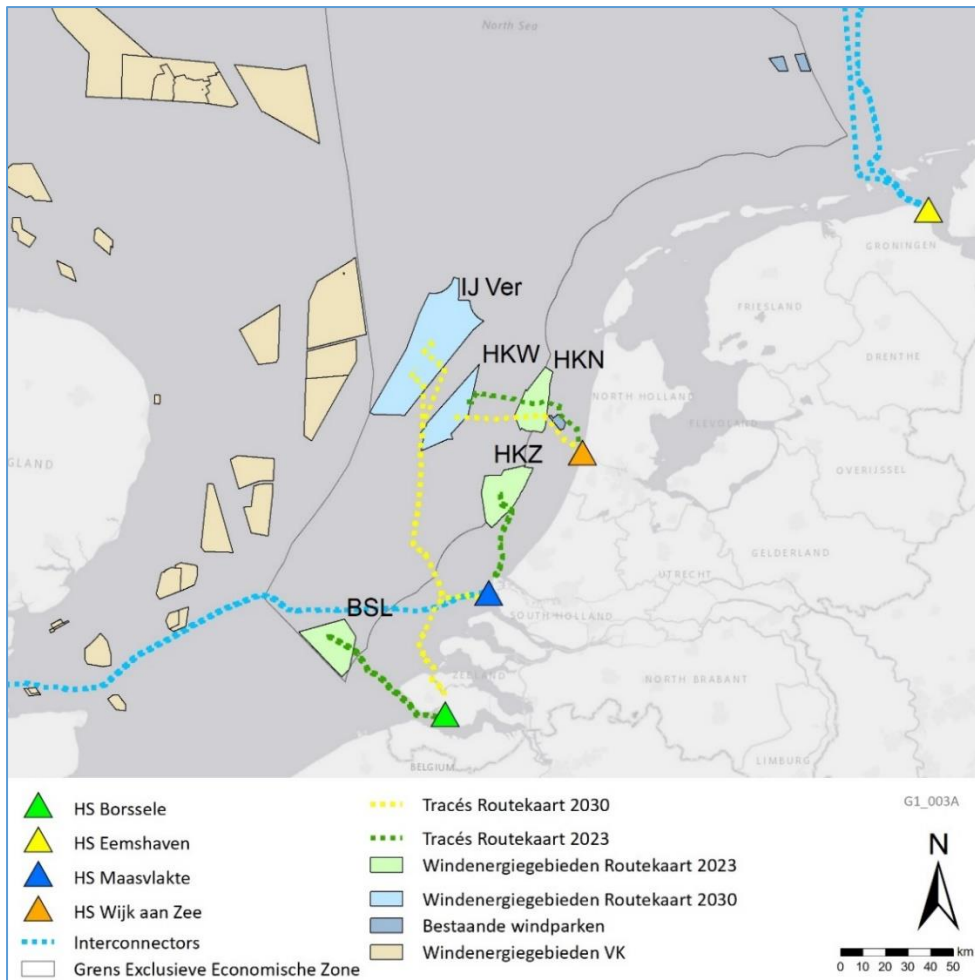 North Sea
GRONINGEN
IJ Ver
FRIESLAND
DRENTHE
HKW
HKN
NORTH HOLLAND
FLEVOLAND
HKZ
OVERIJSSEL
GLAND
GELDERLAND
UTRECHT
BSL
SOUTH HOLLAND
ZEELAND
NORTH BRABANT
LIMBURG
BELGIUM
HS Borssele
HS Eemshaven
HS Maasvlakte
HS Wijk aan Zee
Interconnectors
Grens Exclusieve Economische Zone
Tracés Routekaart 2030
Tracés Routekaart 2023
Windenergiegebieden Routekaart 2023
Windenergiegebieden Routekaart 2030
Bestaande windparken
Windenergiegebieden VK
G1_003A
N
km
0 10 20 30 40 50